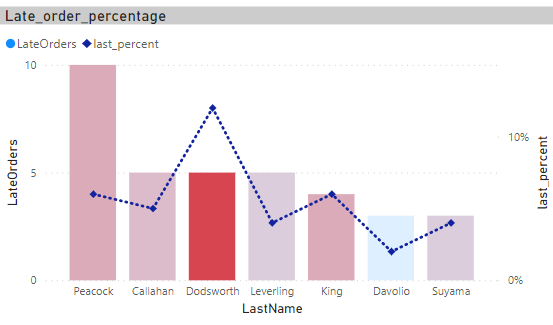 Late_order_percentage
LateOrders last_percent
10
5
0
LateOrders
10%
0%
last_percent
Peacock Callahan Dodsworth Leverling King Davolio Suyama
LastName